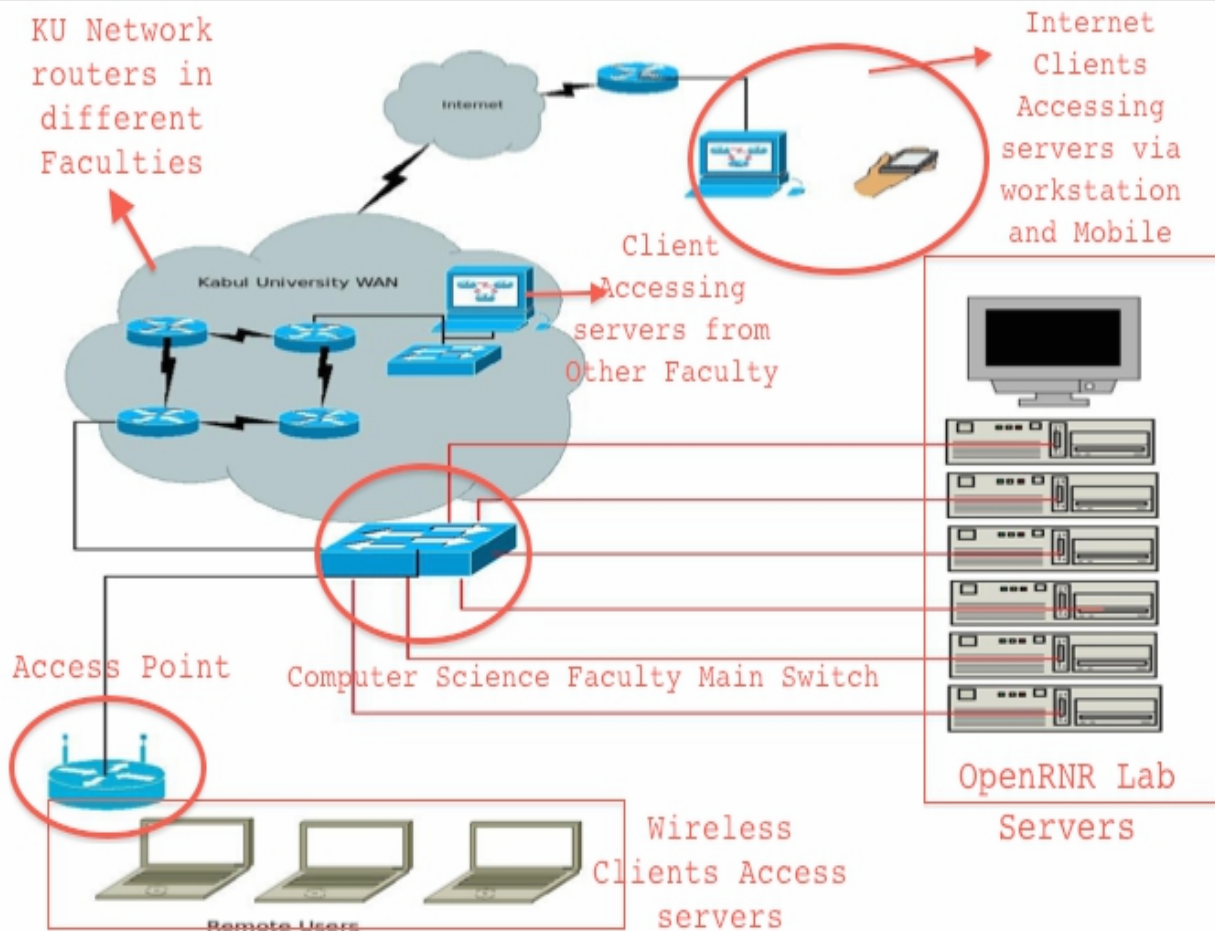 KU Network
routers in
different
Faculties
Internet
Internet
Clients
Accessing
servers via
workstation
and Mobile
Kabul University WAN
Client
Accessing
servers from
Other Faculty
Access Point
Computer Science Faculty Main Switch
OpenRNR Lab
Servers
Wireless
Clients Access
servers
Remote Users